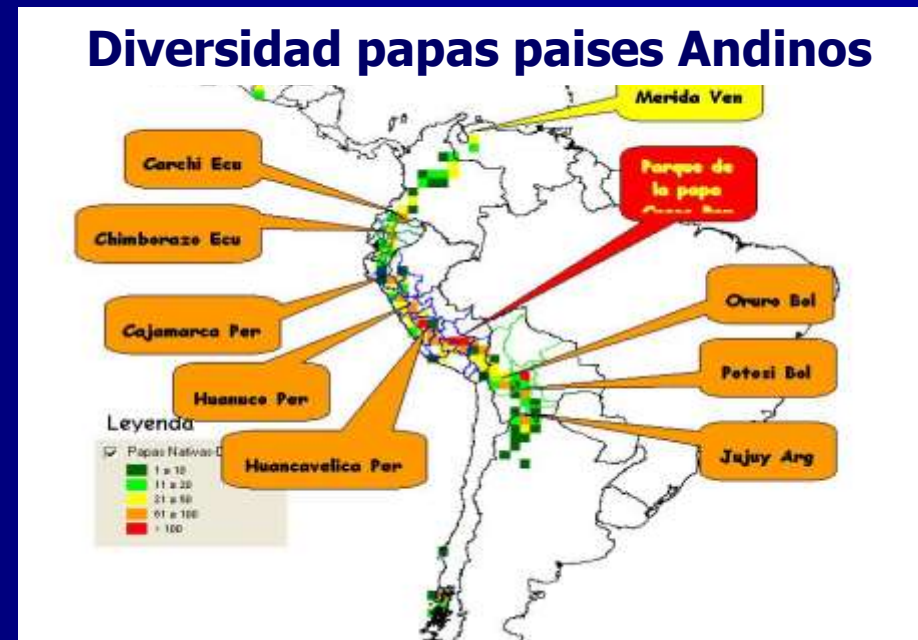 Diversidad papas paises Andinos
Merida Ven
Carchi Ecu
Parque de
la papa
Chimborazo Ecu
Oruro Bol
Cajamarca Per
Potosi Bol
Huanuco Per
Leyenda
Jujuy Arg
Papas Nativas
Huancavelica Per
1 a 10
11 a 20
21 a 50
61 a 100
> 100